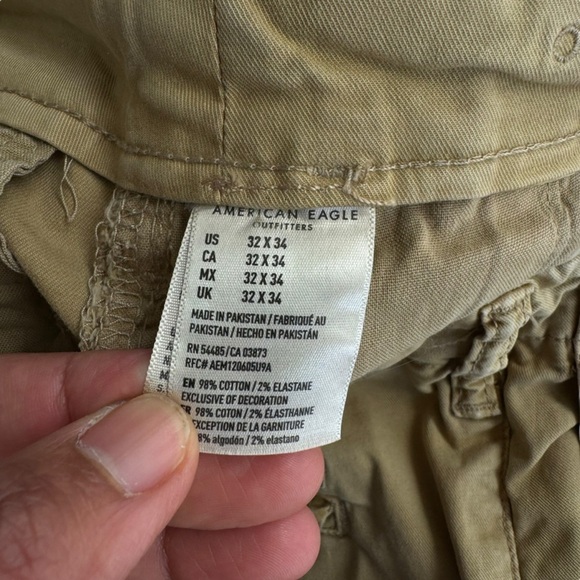 AMERICAN EAGLE
OUTFITTERS
US 32 X 34
CA 32 X 34
MX 32 X 34
UK 32 X 34
MADE IN PAKISTAN / FABRIQUÉ AU
PAKISTAN / HECHO EN PAKISTÁN
RN 54485/CA 03873
RFC# AEM120605U9A
EN 98% COTTON / 2% ELASTANE
EXCLUSIVE OF DECORATION
FR 98% COTON / 2% ÉLASTHANNE
EXCEPTION DE LA GARNITURE
8% algodón / 2% elastano